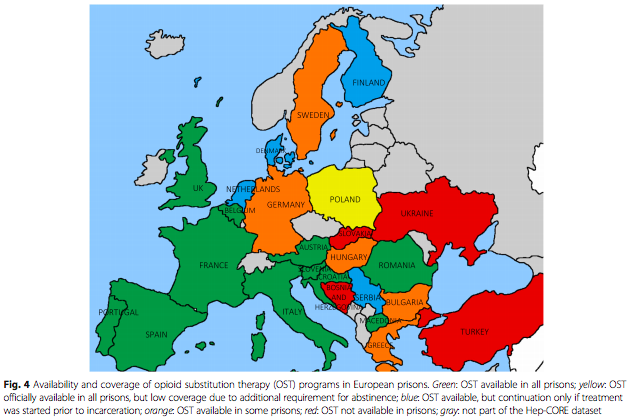 FINLAND
SWEDEN
DENMARK
NETHERLANDS
POLAND
UK
GERMANY
BELGIUM
UKRAINE
SLOVAKIA
AUSTRIA
HUNGARY
FRANCE
SLOVENIA
ROMANIA
CROATIA
BOSNIA
AND
HERZEGOVINA
SERBIA
BULGARIA
PORTUGAL
ITALY
MACEDONIA
SPAIN
TURKEY
GREECE
Fig. 4 Availability and coverage of opioid substitution therapy (OST) programs in European prisons. Green: OST available in all prisons; yellow: OST
officially available in all prisons, but low coverage due to additional requirement for abstinence; blue: OST available, but continuation only if treatment
was started prior to incarceration; orange: OST available in some prisons; red: OST not available in prisons; gray: not part of the Hep-CORE dataset